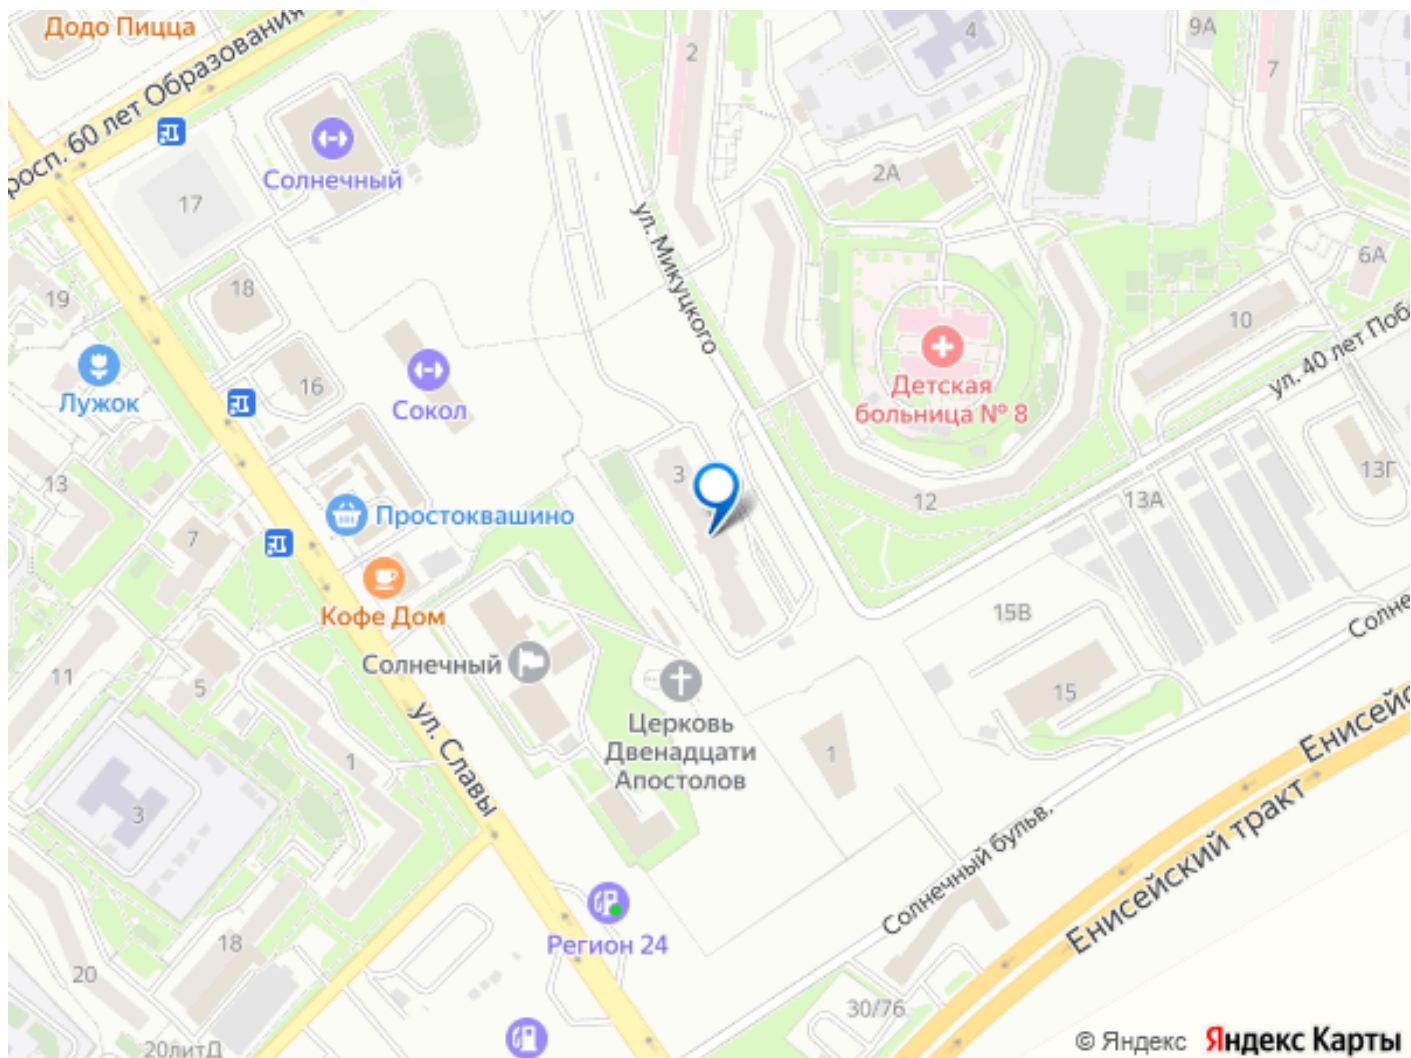 Додо Пицца
просп. 60 лет Образования
2
4
9А
7
Солнечный
17
2А
ул. Микуцкого
6А
19
18
10
Лужок
16
Сокол
Детская
больница № 8
ул. 40 лет Поб
3
13
12
13А
13Г
Простоквашино
7
Кофе Дом
15В
Солне
11
5
Солнечный
15
Церковь
Двенадцати
Апостолов
ул. Славы
1
1
Енисейс
3
Солнечный бульв.
Енисейский тракт
18
Регион 24
20
30/76
20литД
© Яндекс Яндекс Карты